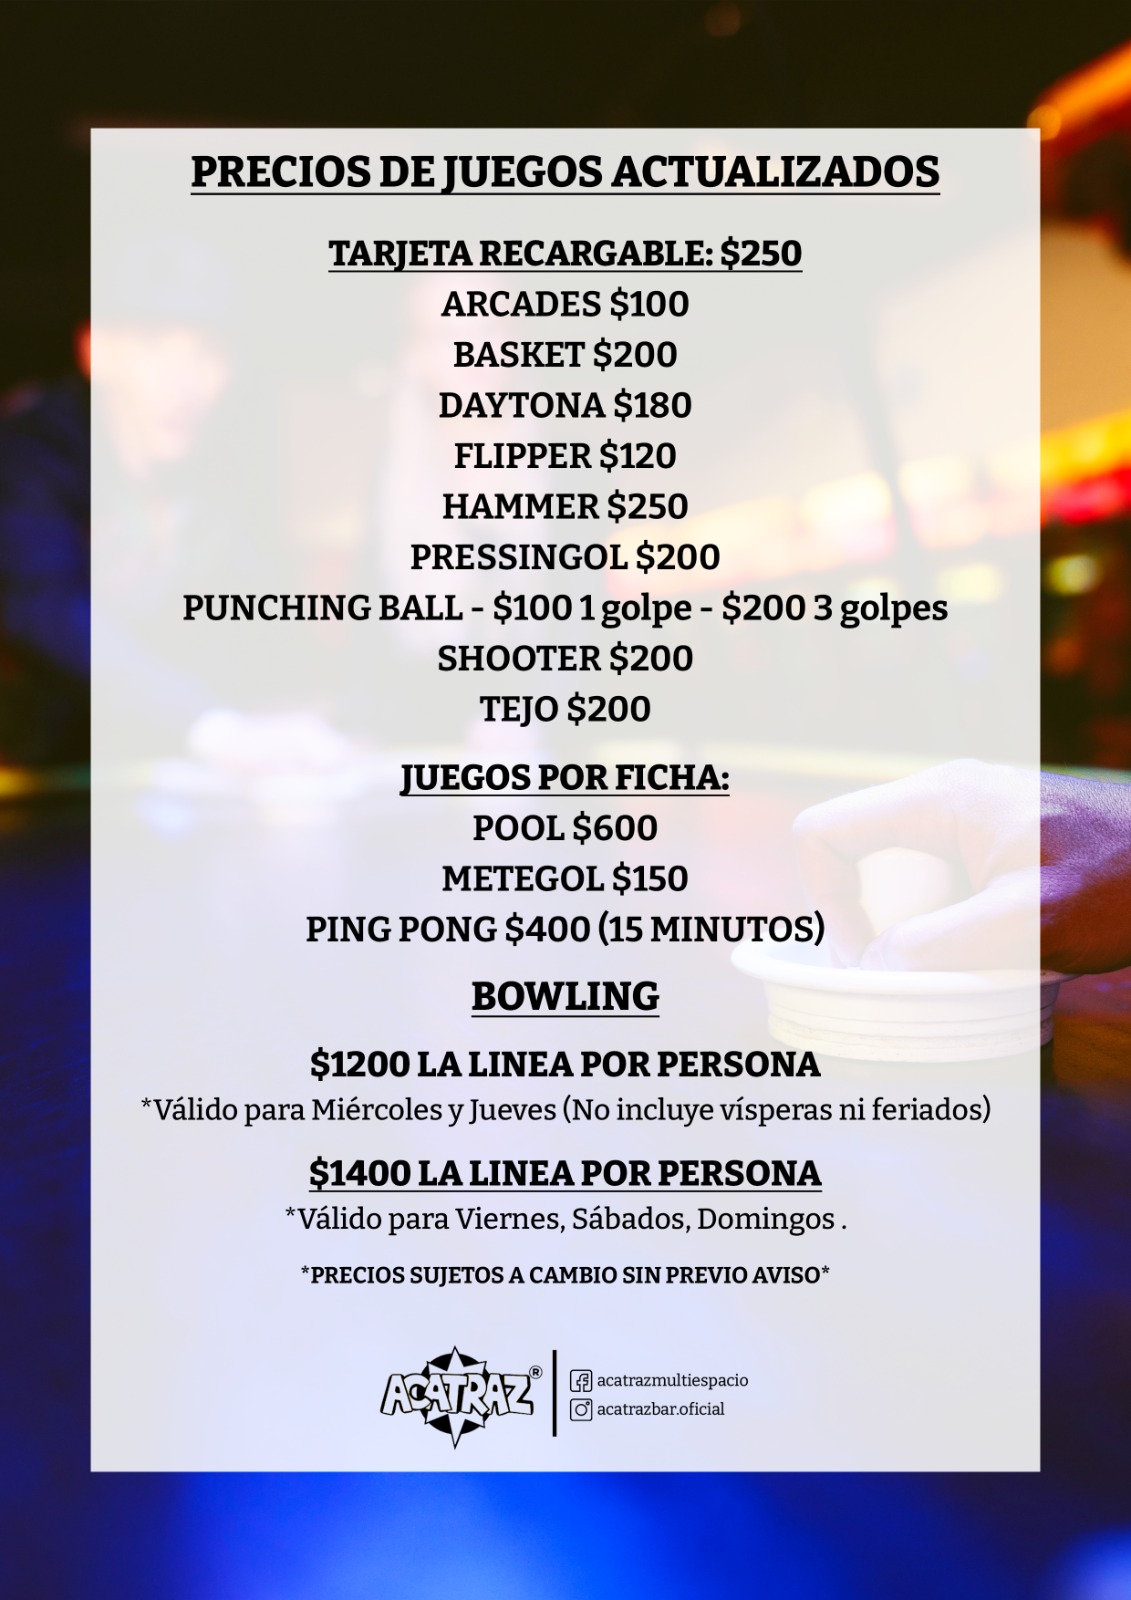 PRECIOS DE JUEGOS ACTUALIZADOS
TARJETA RECARGABLE: $250
ARCADES $100
BASKET $200
DAYTONA $180
FLIPPER $120
HAMMER $250
PRESSINGOL $200
PUNCHING BALL - $100 1 golpe - $200 3 golpes
SHOOTER $200
TEJO $200
JUEGOS POR FICHA:
POOL $600
METEGOL $150
PING PONG $400 (15 MINUTOS)
BOWLING
$1200 LA LINEA POR PERSONA
*Válido para Miércoles y Jueves (No incluye vísperas ni feriados)
$1400 LA LINEA POR PERSONA
*Válido para Viernes, Sábados, Domingos .
*PRECIOS SUJETOS A CAMBIO SIN PREVIO AVISO*
ACATRAZ®
acatrazmultiespacio
acatrazbar.oficial